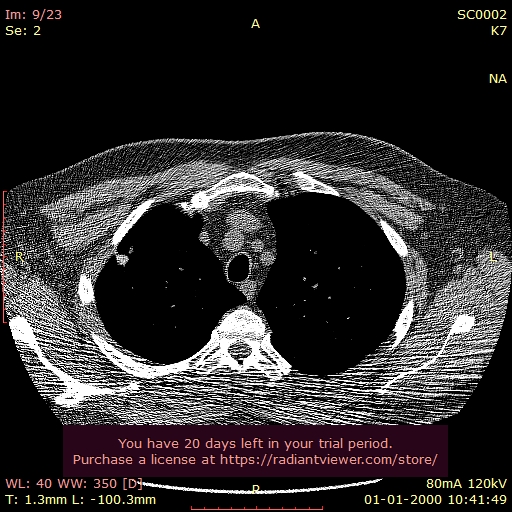 Im: 9/23
Se: 2
A
SC0002
K7
NA
R
L
You have 20 days left in your trial period.
Purchase a license at https://radiantviewer.com/store/
WL: 40 WW: 350 [D]
T: 1.3mm L: -100.3mm
P
80mA 120kV
01-01-2000 10:41:49